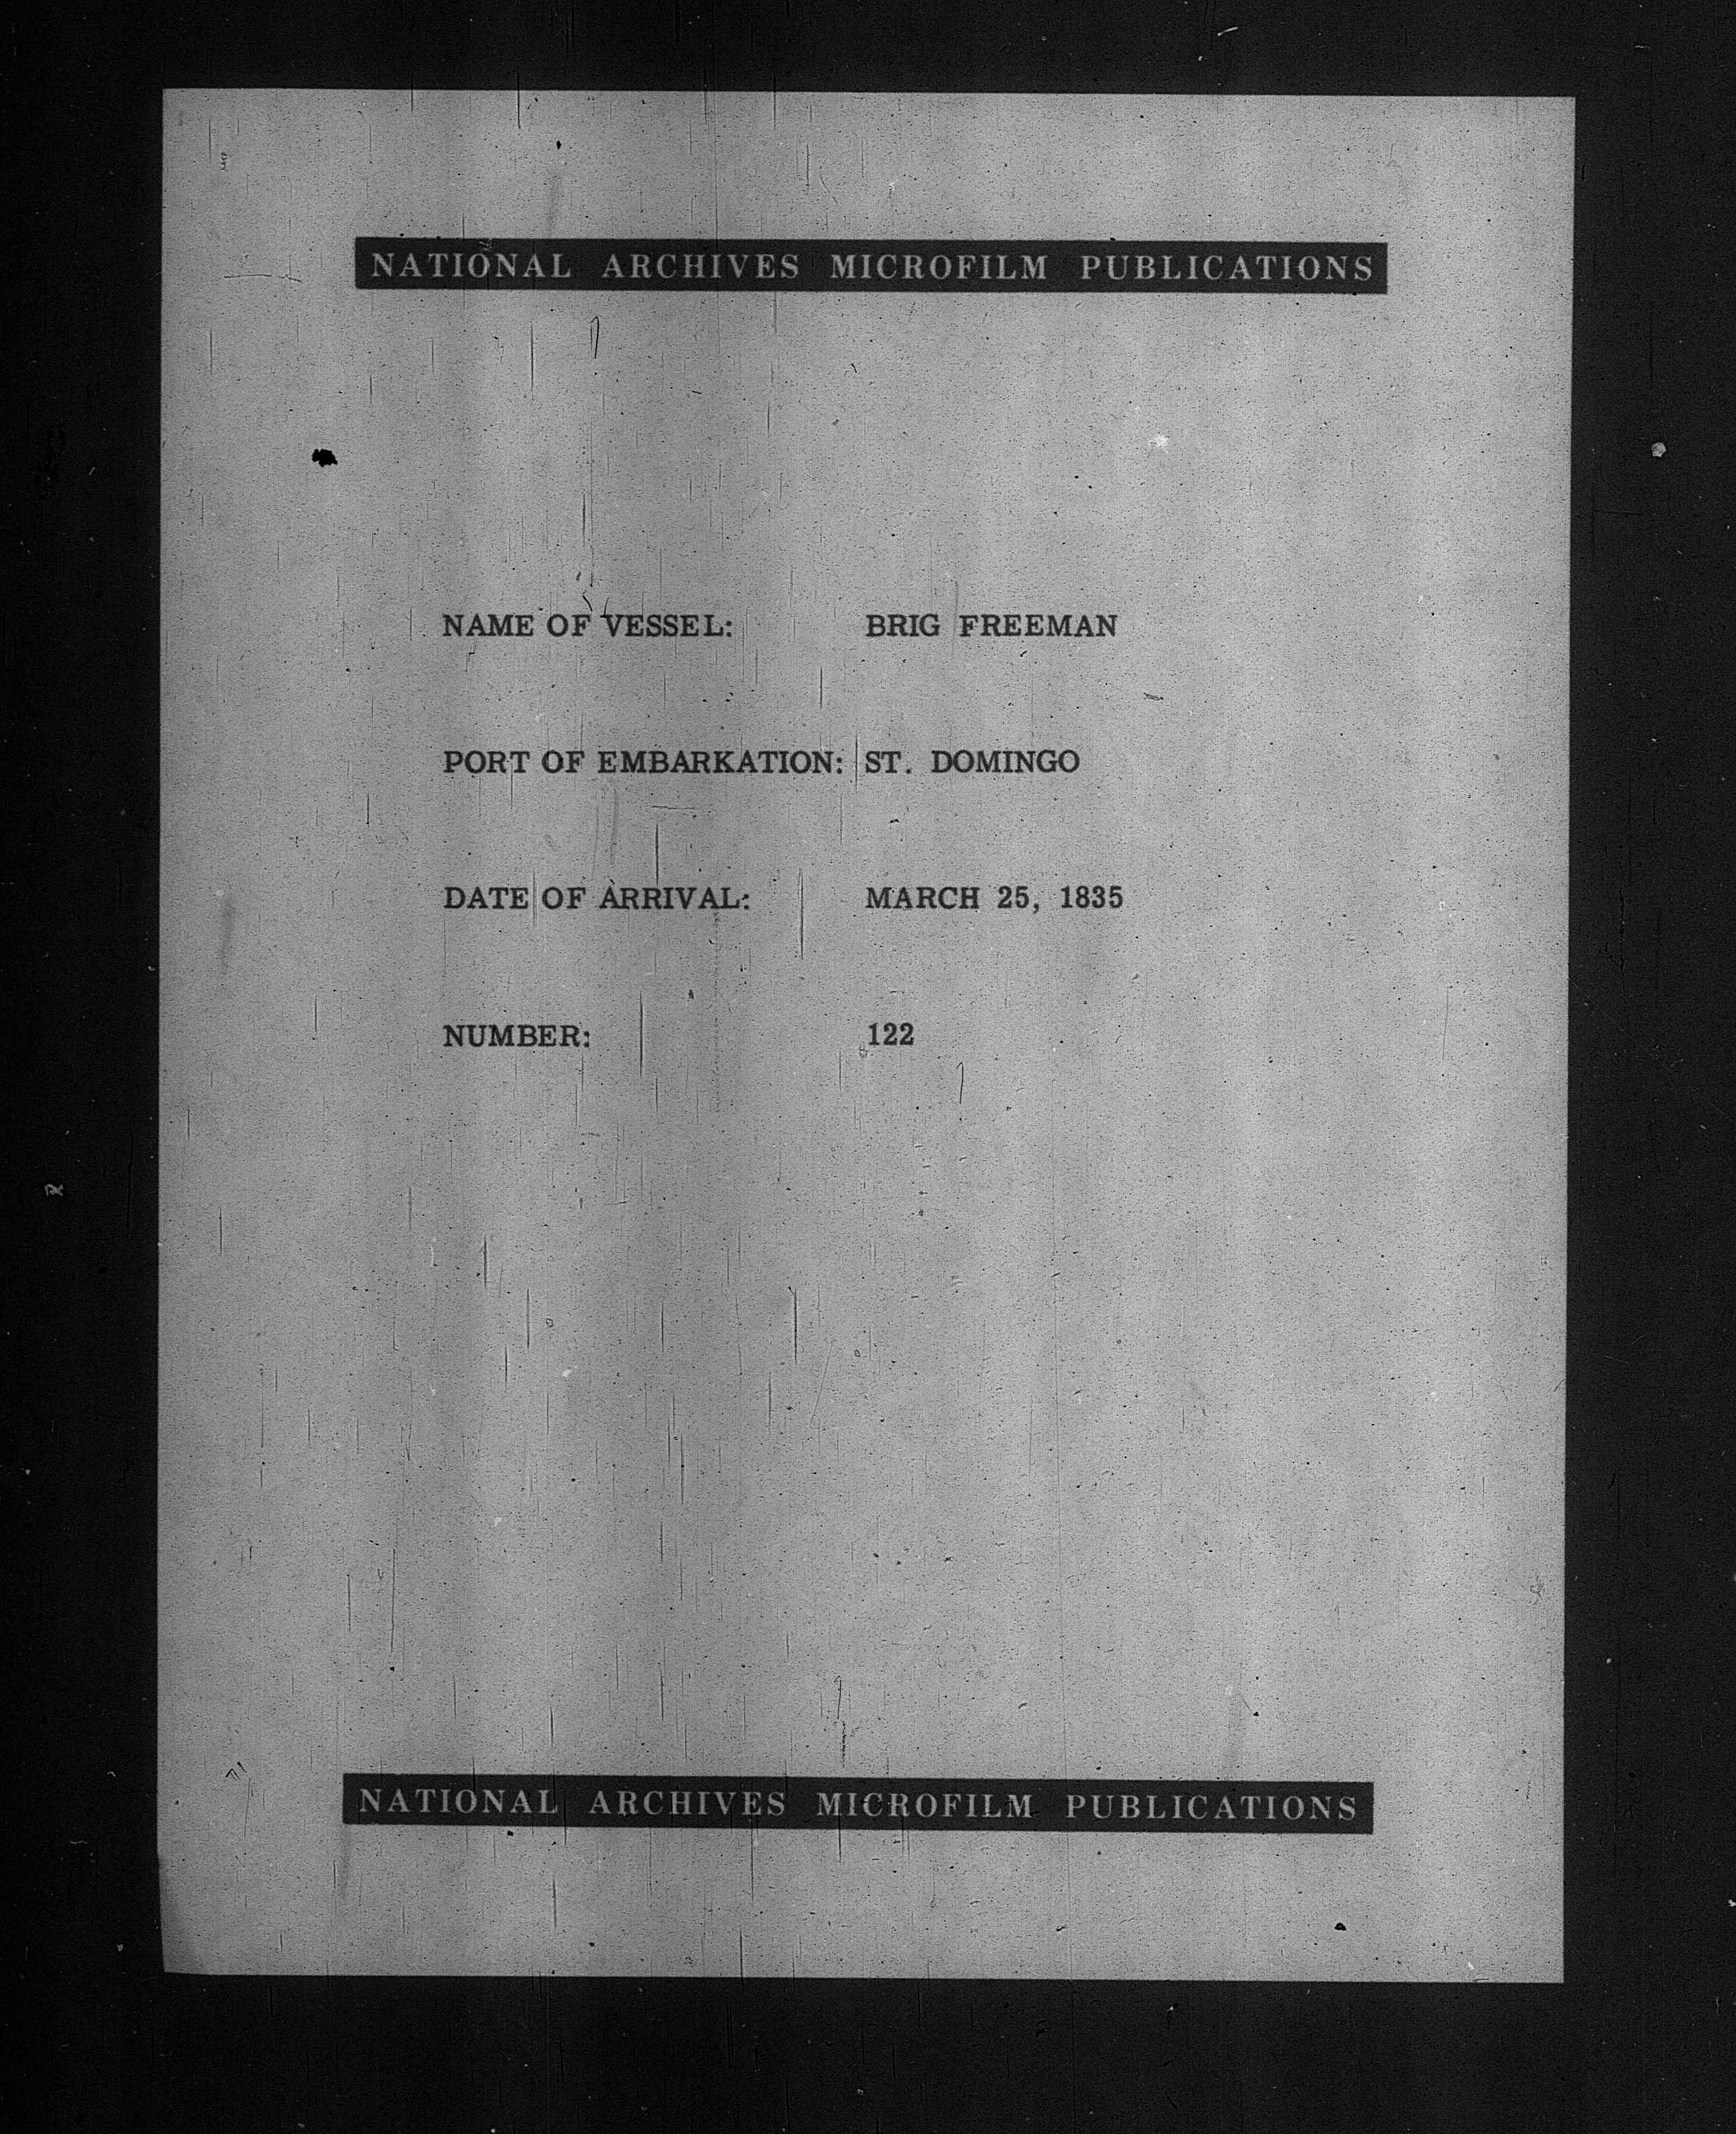 NATIONAL ARCHIVES MICROFILM PUBLICATIONS
NAME OF VESSEL: BRIG FREEMAN
PORT OF EMBARKATION: ST. DOMINGO
DATE OF ARRIVAL: MARCH 25, 1835
NUMBER: 122
NATIONAL ARCHIVES MICROFILM PUBLICATIONS